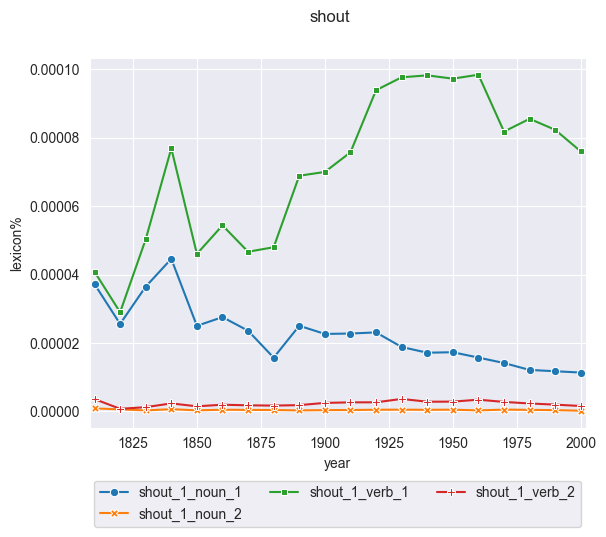 shout
0.00010
0.00008
0.00006
0.00004
0.00002
0.00000
lexicon%
1825 1850 1875 1900 1925 1950 1975 2000
year
shout_1_noun_1 shout_1_verb_1 shout_1_verb_2
shout_1_noun_2